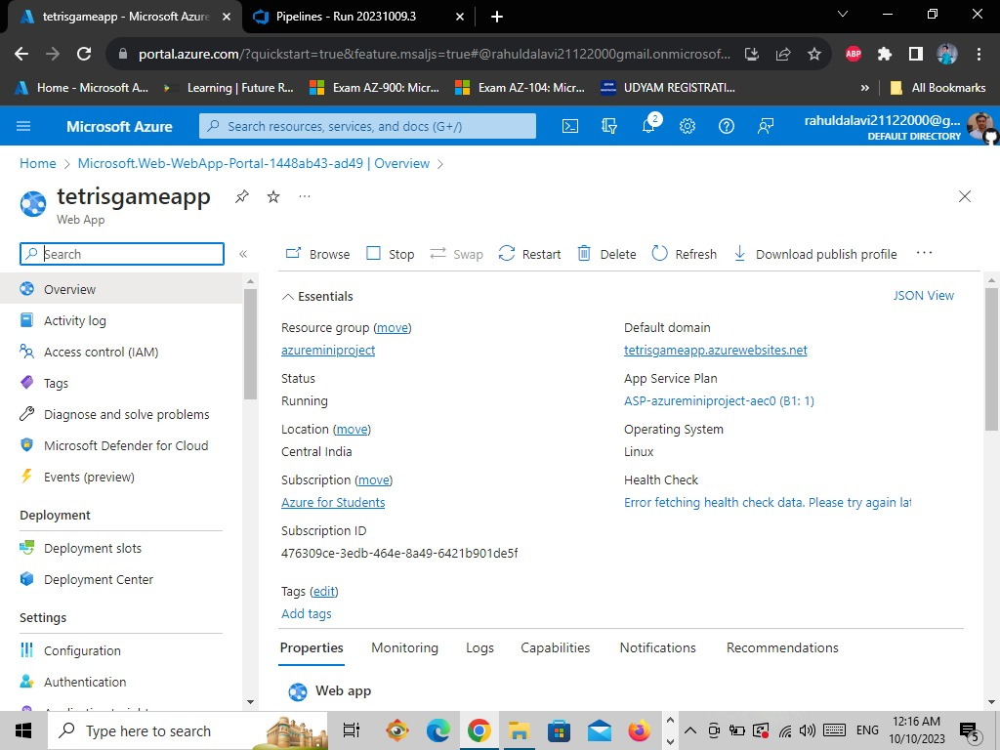 tetrisgameapp - Microsoft Azure
Pipelines - Run 20231009.3
portal.azure.com/?quickstart=true&feature.msaljs=true#@rahuldalavi21122000gmail.onmicrosof...
ABP
Home - Microsoft A...
Learning | Future R...
Exam AZ-900: Micr...
Exam AZ-104: Micr...
UDYAM REGISTRATI...
»
All Bookmarks
Microsoft Azure
Search resources, services, and docs (G+/)
2
rahuldalavi21122000@g...
DEFAULT DIRECTORY
Home > Microsoft.Web-WebApp-Portal-1448ab43-ad49 | Overview >
tetrisgameapp
...
Web App
Search
«
Browse
Stop
Swap
Restart
Delete
Refresh
Download publish profile
...
Overview
Activity log
Access control (IAM)
Tags
Diagnose and solve problems
Microsoft Defender for Cloud
Events (preview)
Deployment
Deployment slots
Deployment Center
Settings
Configuration
Authentication
Essentials
JSON View
Resource group (move)
azureminiproject
Status
Running
Location (move)
Central India
Subscription (move)
Azure for Students
Subscription ID
476309ce-3edb-464e-8a49-6421b901de5f
Default domain
tetrisgameapp.azurewebsites.net
App Service Plan
ASP-azureminiproject-aec0 (B1: 1)
Operating System
Linux
Health Check
Error fetching health check data. Please try again lat
Tags (edit)
Add tags
Properties
Monitoring
Logs
Capabilities
Notifications
Recommendations
Web app
Type here to search
ENG
12:16 AM
10/10/2023
5